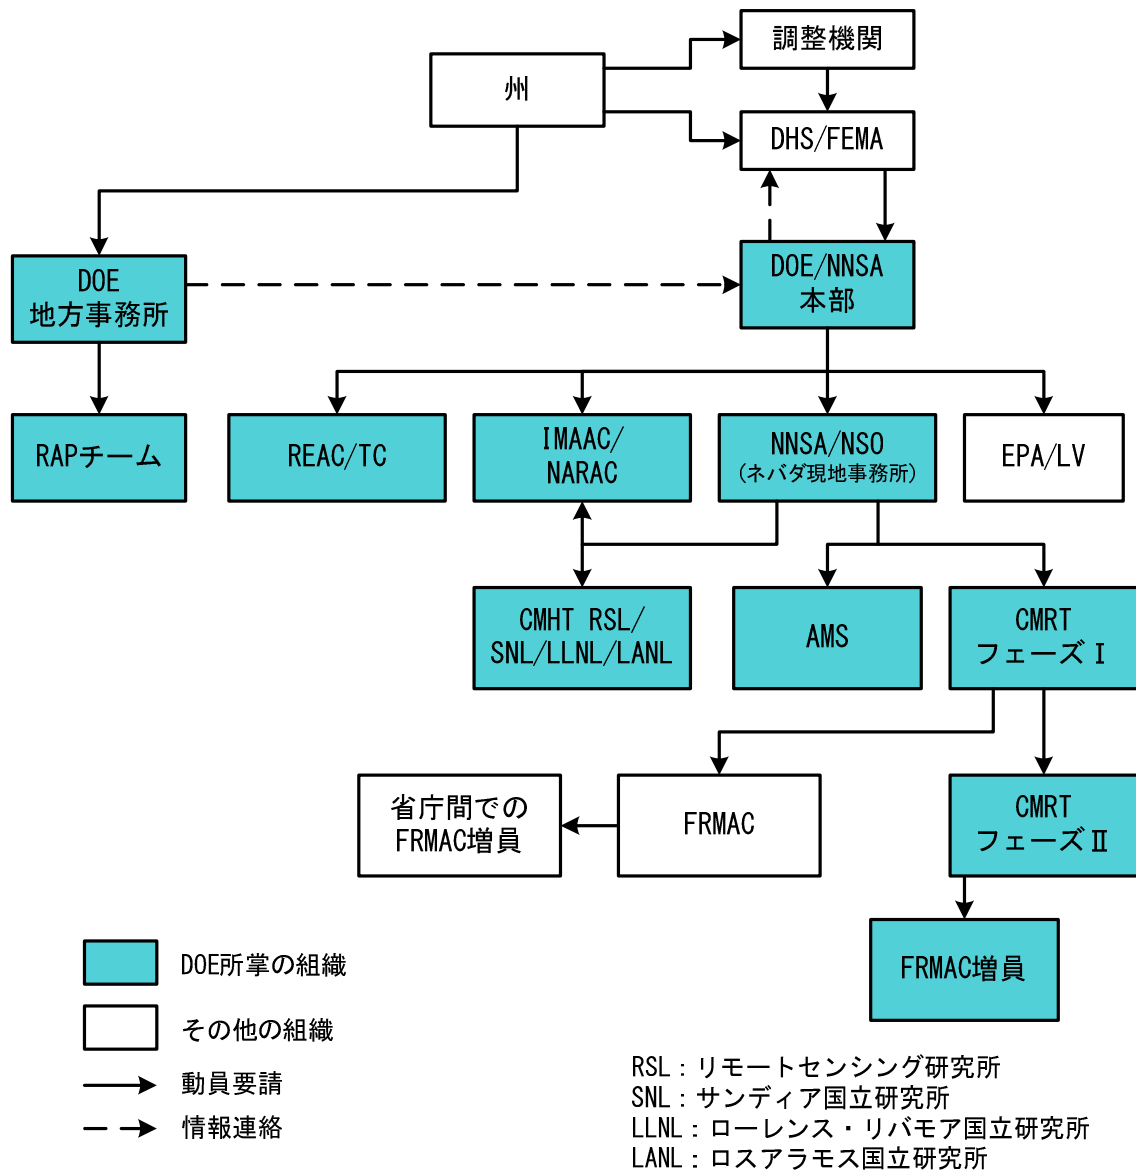 調整機関
州
DHS/FEMA
DOE
地方事務所
DOE/NNSA
本部
RAPチーム
REAC/TC
IMAAC/
NARAC
NNSA/NSO
(ネバダ現地事務所)
EPA/LV
CMHT RSL/
SNL/LLNL/LANL
AMS
CMRT
フェーズⅠ
省庁間での
FRMAC増員
FRMAC
CMRT
フェーズⅡ
FRMAC増員
DOE所掌の組織
その他の組織
動員要請
情報連絡
RSL：リモートセンシング研究所
SNL：サンディア国立研究所
LLNL：ローレンス・リバモア国立研究所
LANL：ロスアラモス国立研究所